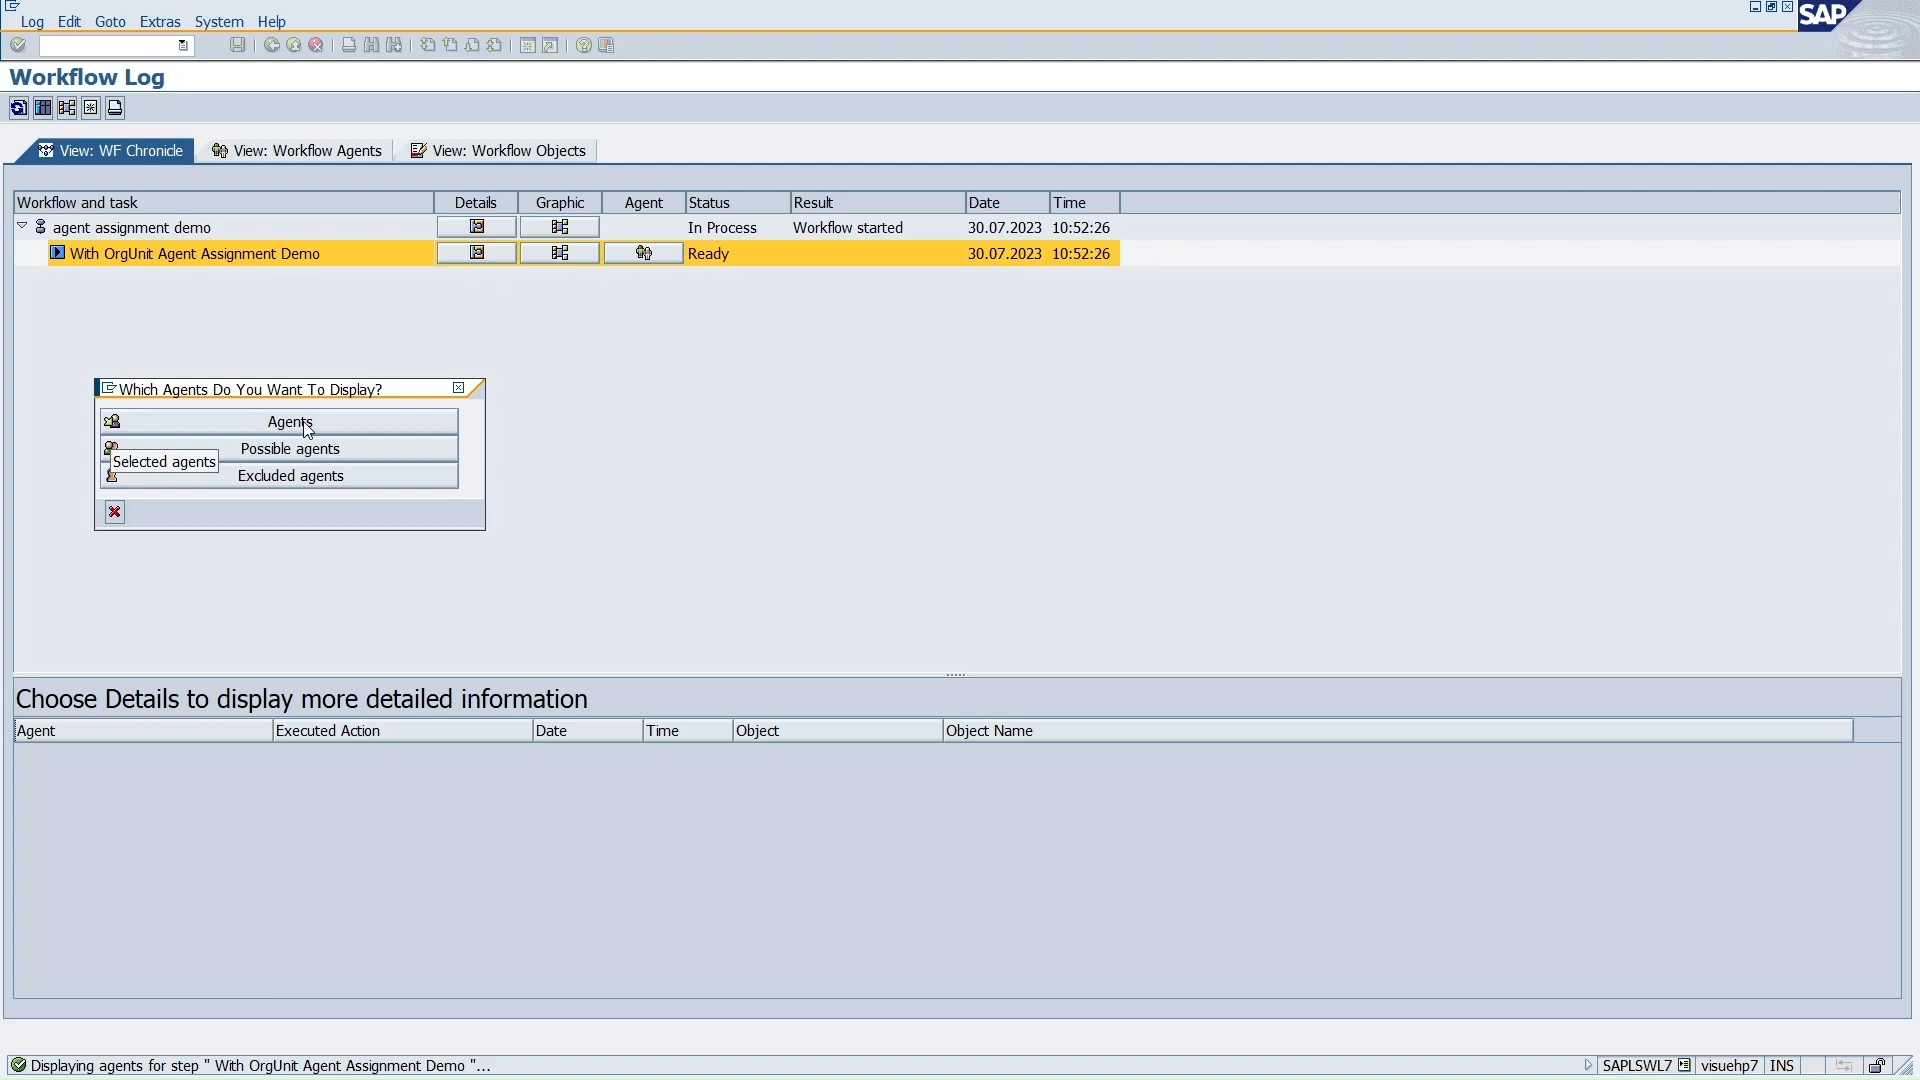 Log Edit Goto Extras System Help
SAP
Workflow Log
View: WF Chronicle View: Workflow Agents View: Workflow Objects
Workflow and task Details Graphic Agent Status Result Date Time
agent assignment demo In Process Workflow started 30.07.2023 10:52:26
With OrgUnit Agent Assignment Demo Ready 30.07.2023 10:52:26
Which Agents Do You Want To Display?
Agents
Possible agents
Selected agents
Excluded agents
Choose Details to display more detailed information
Agent Executed Action Date Time Object Object Name
Displaying agents for step " With OrgUnit Agent Assignment Demo "... SAPLSWL7 visuehp7 INS